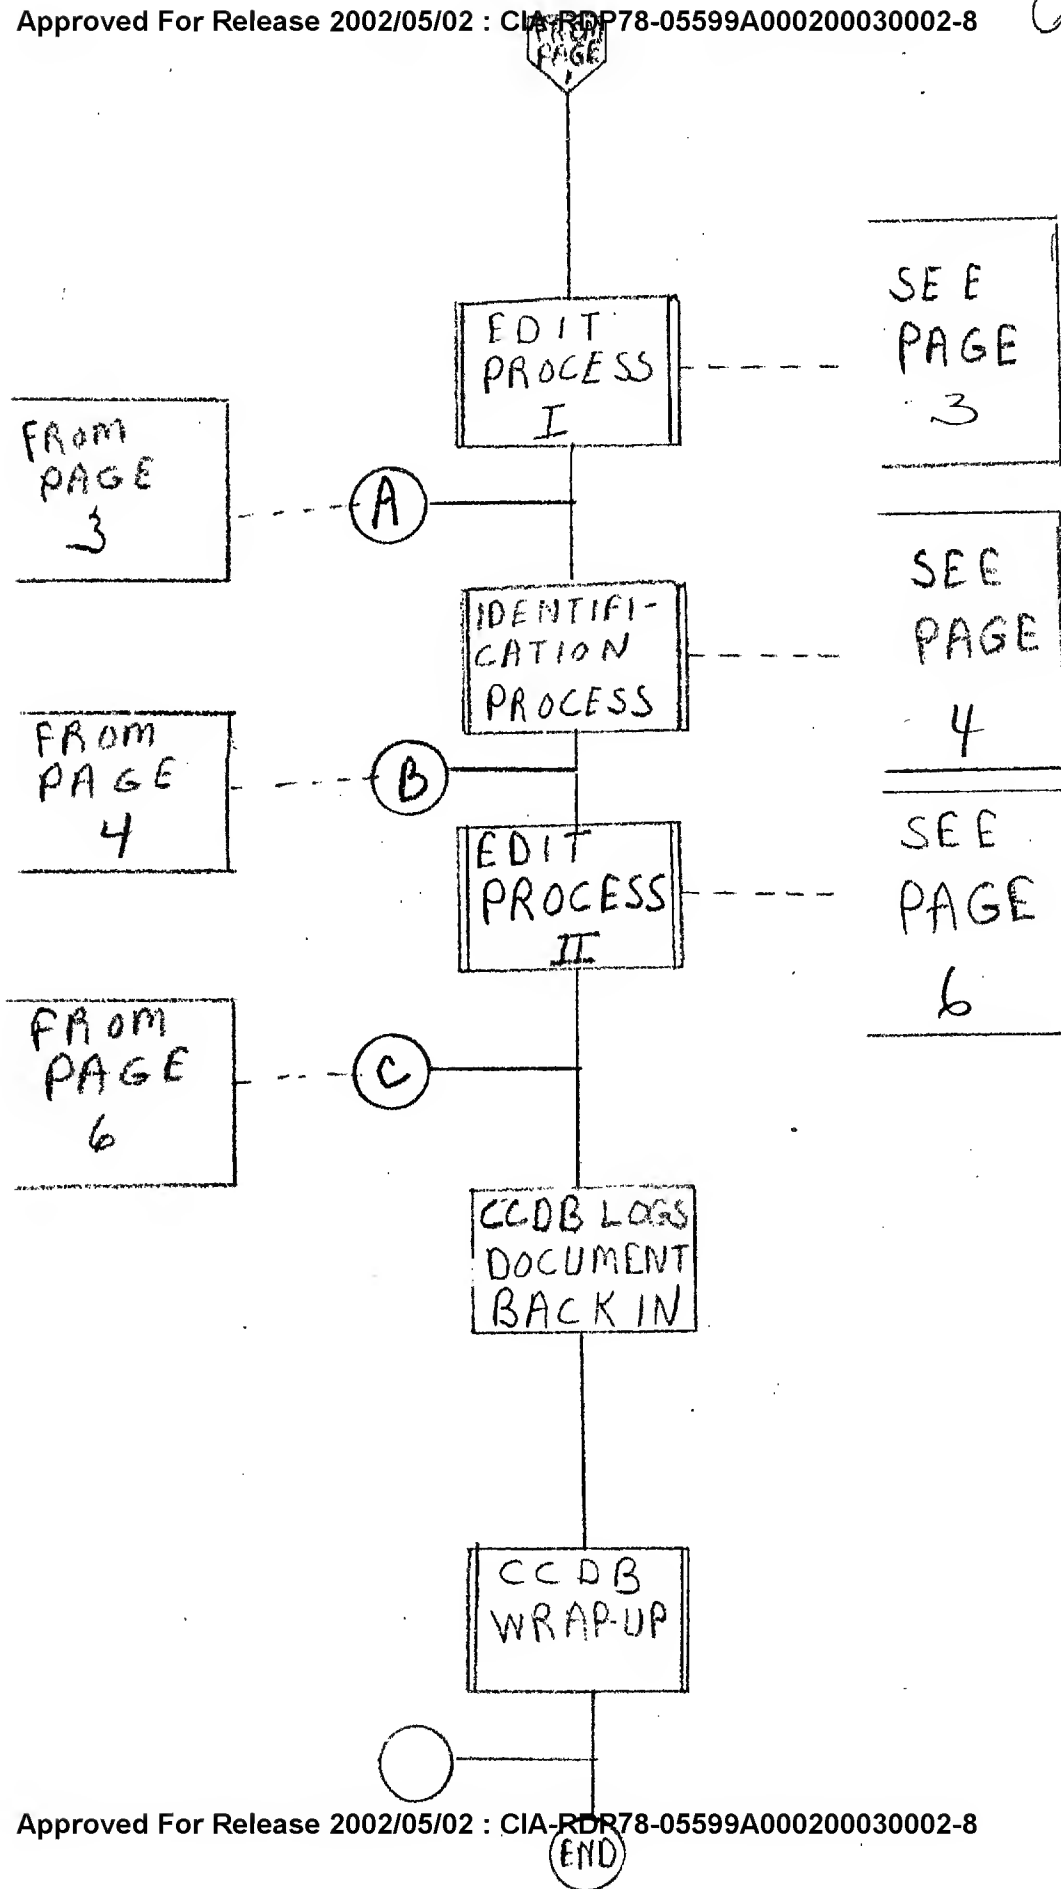 Approved For Release 2002/05/02 : CIA-RDP78-05599A000200030002-8
FROM
PAGE
1
EDIT
PROCESS
I
SEE
PAGE
3
FROM
PAGE
3
A
IDENTIFI-
CATION
PROCESS
SEE
PAGE
4
FROM
PAGE
4
B
EDIT
PROCESS
II
SEE
PAGE
6
FROM
PAGE
6
C
CCDB LOGS
DOCUMENT
BACK IN
CCDB
WRAP-UP
Approved For Release 2002/05/02 : CIA-RDP78-05599A000200030002-8
END